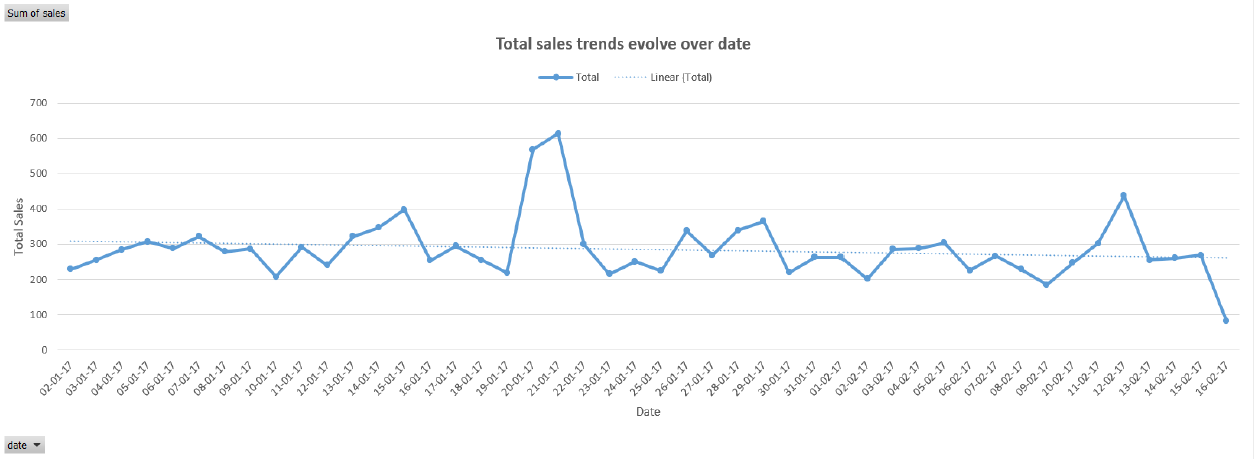 Sum of sales
Total sales trends evolve over date
Total Linear (Total)
700
600
500
400
300
200
100
0
Total Sales
02-01-17 03-01-17 04-01-17 05-01-17 06-01-17 07-01-17 08-01-17 09-01-17 10-01-17 11-01-17 12-01-17 13-01-17 14-01-17 15-01-17 16-01-17 17-01-17 18-01-17 19-01-17 20-01-17 21-01-17 22-01-17 23-01-17 24-01-17 25-01-17 26-01-17 27-01-17 28-01-17 29-01-17 30-01-17 31-01-17 01-02-17 02-02-17 03-02-17 04-02-17 05-02-17 06-02-17 07-02-17 08-02-17 09-02-17 10-02-17 11-02-17 12-02-17 13-02-17 14-02-17 15-02-17 16-02-17
Date
date